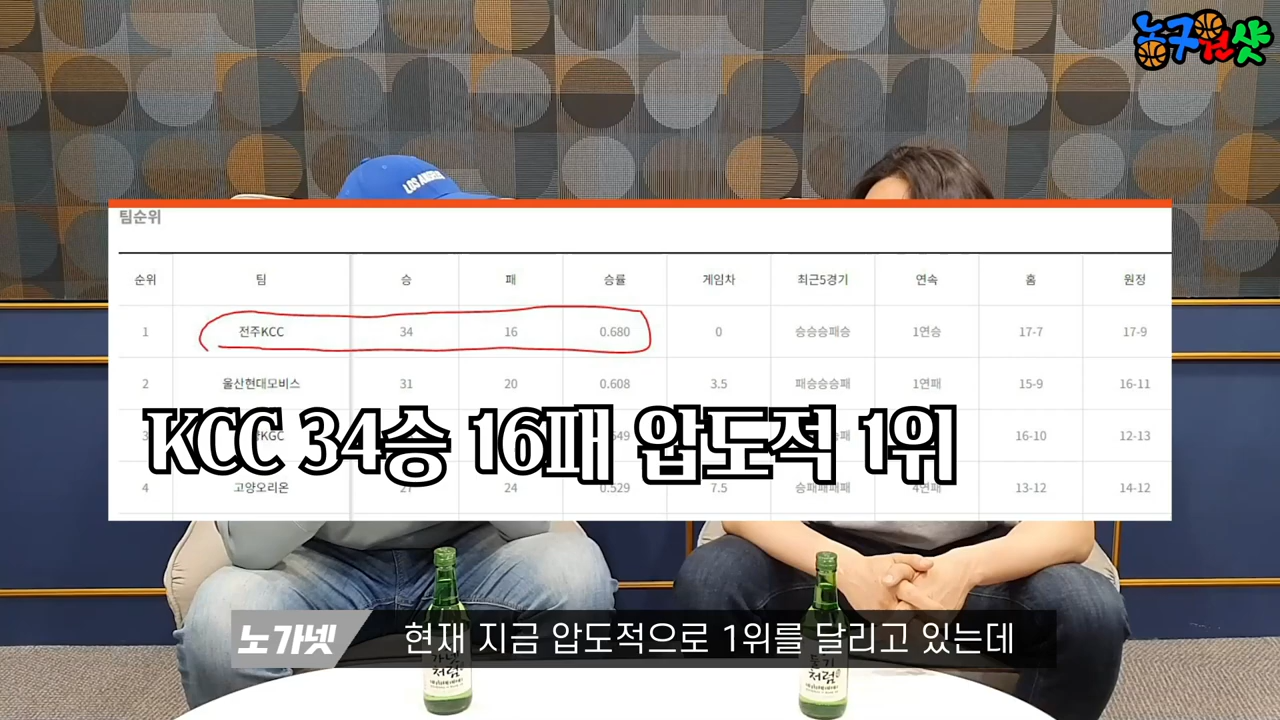 농구인샷
LOS ANGELES
팀순위
순위 팀 승 패 승률 게임차 최근5경기 연속 홈 원정
1 전주KCC 34 16 0.680 0 승승승패승 1연승 17-7 17-9
2 울산현대모비스 31 20 0.608 3.5 패승승승패 1연패 15-9 16-11
3 KGC 16-10 12-13
KCC 34승 16패 압도적 1위
4 고양오리온 27 24 0.529 7.5 승패패패패 4연패 13-12 14-12
노가넷 현재 지금 압도적으로 1위를 달리고 있는데
처럼
처럼